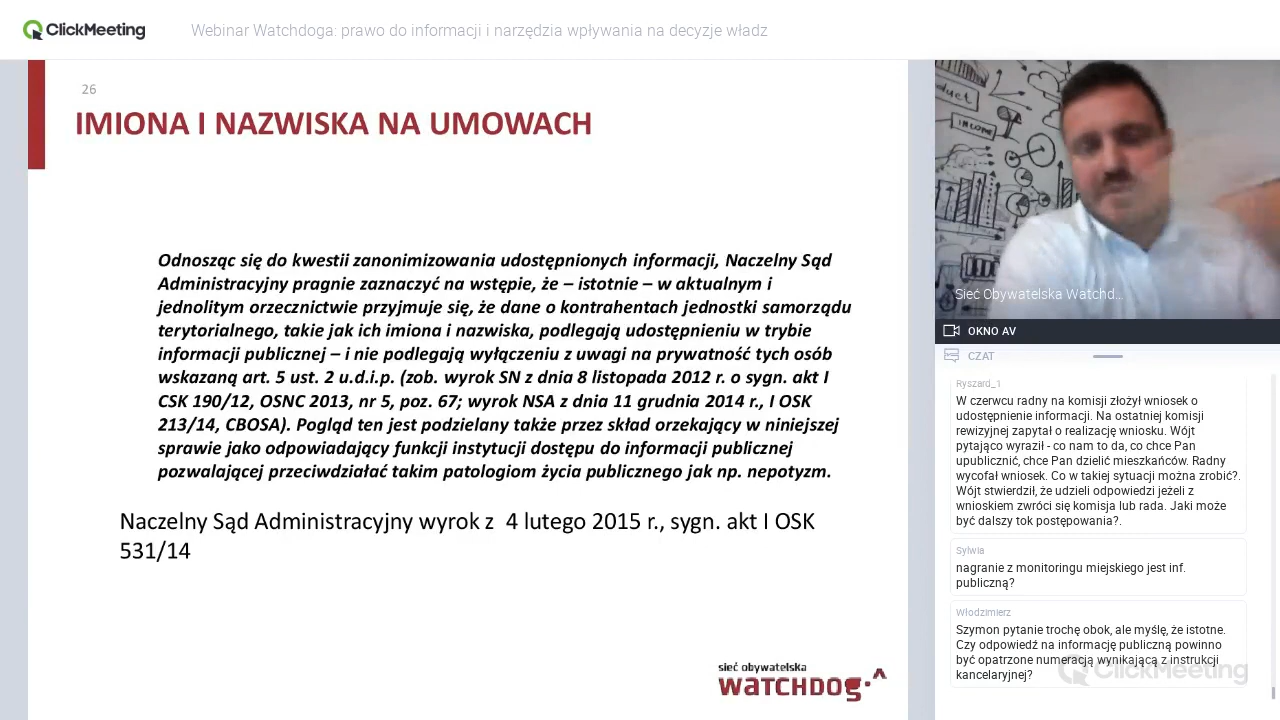 ClickMeeting
Webinar Watchdoga: prawo do informacji i narzędzia wpływania na decyzje władz
26
IMIONA I NAZWISKA NA UMOWACH
Odnosząc się do kwestii zanonimizowania udostępnionych informacji, Naczelny Sąd
Administracyjny pragnie zaznaczyć na wstępie, że – istotnie – w aktualnym i
jednolitym orzecznictwie przyjmuje się, że dane o kontrahentach jednostki samorządu
terytorialnego, takie jak ich imiona i nazwiska, podlegają udostępnieniu w trybie
informacji publicznej – i nie podlegają wyłączeniu z uwagi na prywatność tych osób
wskazaną art. 5 ust. 2 u.d.i.p. (zob. wyrok SN z dnia 8 listopada 2012 r. o sygn. akt I
CSK 190/12, OSNC 2013, nr 5, poz. 67; wyrok NSA z dnia 11 grudnia 2014 r., I OSK
213/14, CBOSA). Pogląd ten jest podzielany także przez skład orzekający w niniejszej
sprawie jako odpowiadający funkcji instytucji dostępu do informacji publicznej
pozwalającej przeciwdziałać takim patologiom życia publicznego jak np. nepotyzm.
Naczelny Sąd Administracyjny wyrok z 4 lutego 2015 r., sygn. akt I OSK
531/14
sieć obywatelska
WATCHDOG
duct
INCOME
Sieć Obywatelska Watchd...
OKNO AV
CZAT
Ryszard_1
W czerwcu radny na komisji złożył wniosek o
udostępnienie informacji. Na ostatniej komisji
rewizyjnej zapytał o realizację wniosku. Wójt
pytająco wyraził - co nam to da, co chce Pan
upublicznić, chce Pan dzielić mieszkańców. Radny
wycofał wniosek. Co w takiej sytuacji można zrobić?.
Wójt stwierdził, że udzieli odpowiedzi jeżeli z
wnioskiem zwróci się komisja lub rada. Jaki może
być dalszy tok postępowania?.
Sylwia
nagranie z monitoringu miejskiego jest inf.
publiczną?
Włodzimierz
Szymon pytanie trochę obok, ale myślę, że istotne.
Czy odpowiedź na informację publiczną powinno
być opatrzone numeracją wynikającą z instrukcji
kancelaryjnej?
ClickMeeting